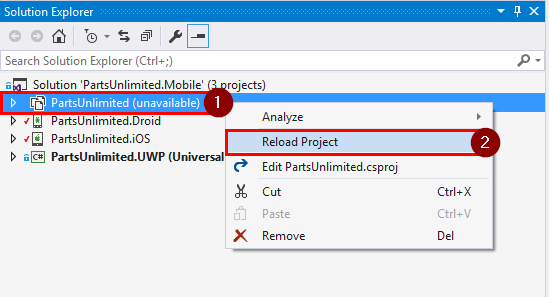 Solution Explorer
Search Solution Explorer (Ctrl+;)
Solution 'PartsUnlimited.Mobile' (3 projects)
PartsUnlimited (unavailable) 1
PartsUnlimited.Droid
PartsUnlimited.iOS
C# PartsUnlimited.UWP (Universal
Analyze
Reload Project 2
Edit PartsUnlimited.csproj
Cut Ctrl+X
Paste Ctrl+V
Remove Del